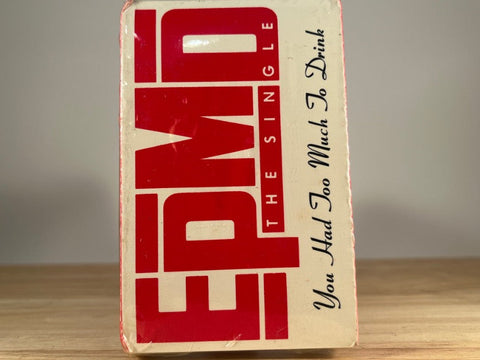 EPMD
THE SINGLE
You Had Too Much To Drink